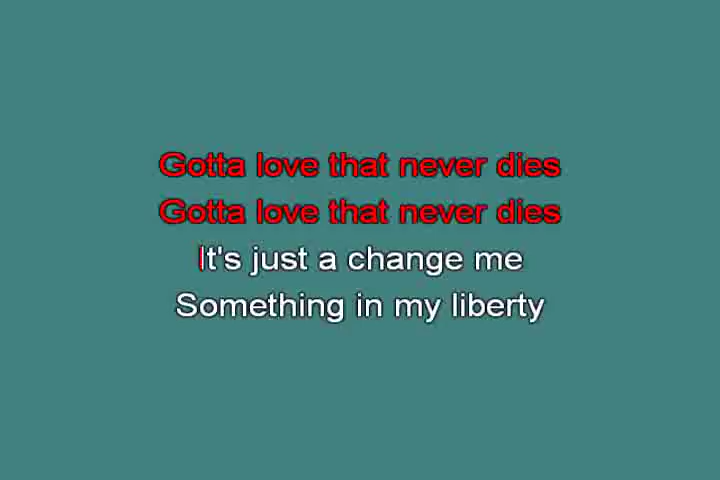 Gotta love that never dies
Gotta love that never dies
It's just a change me
Something in my liberty